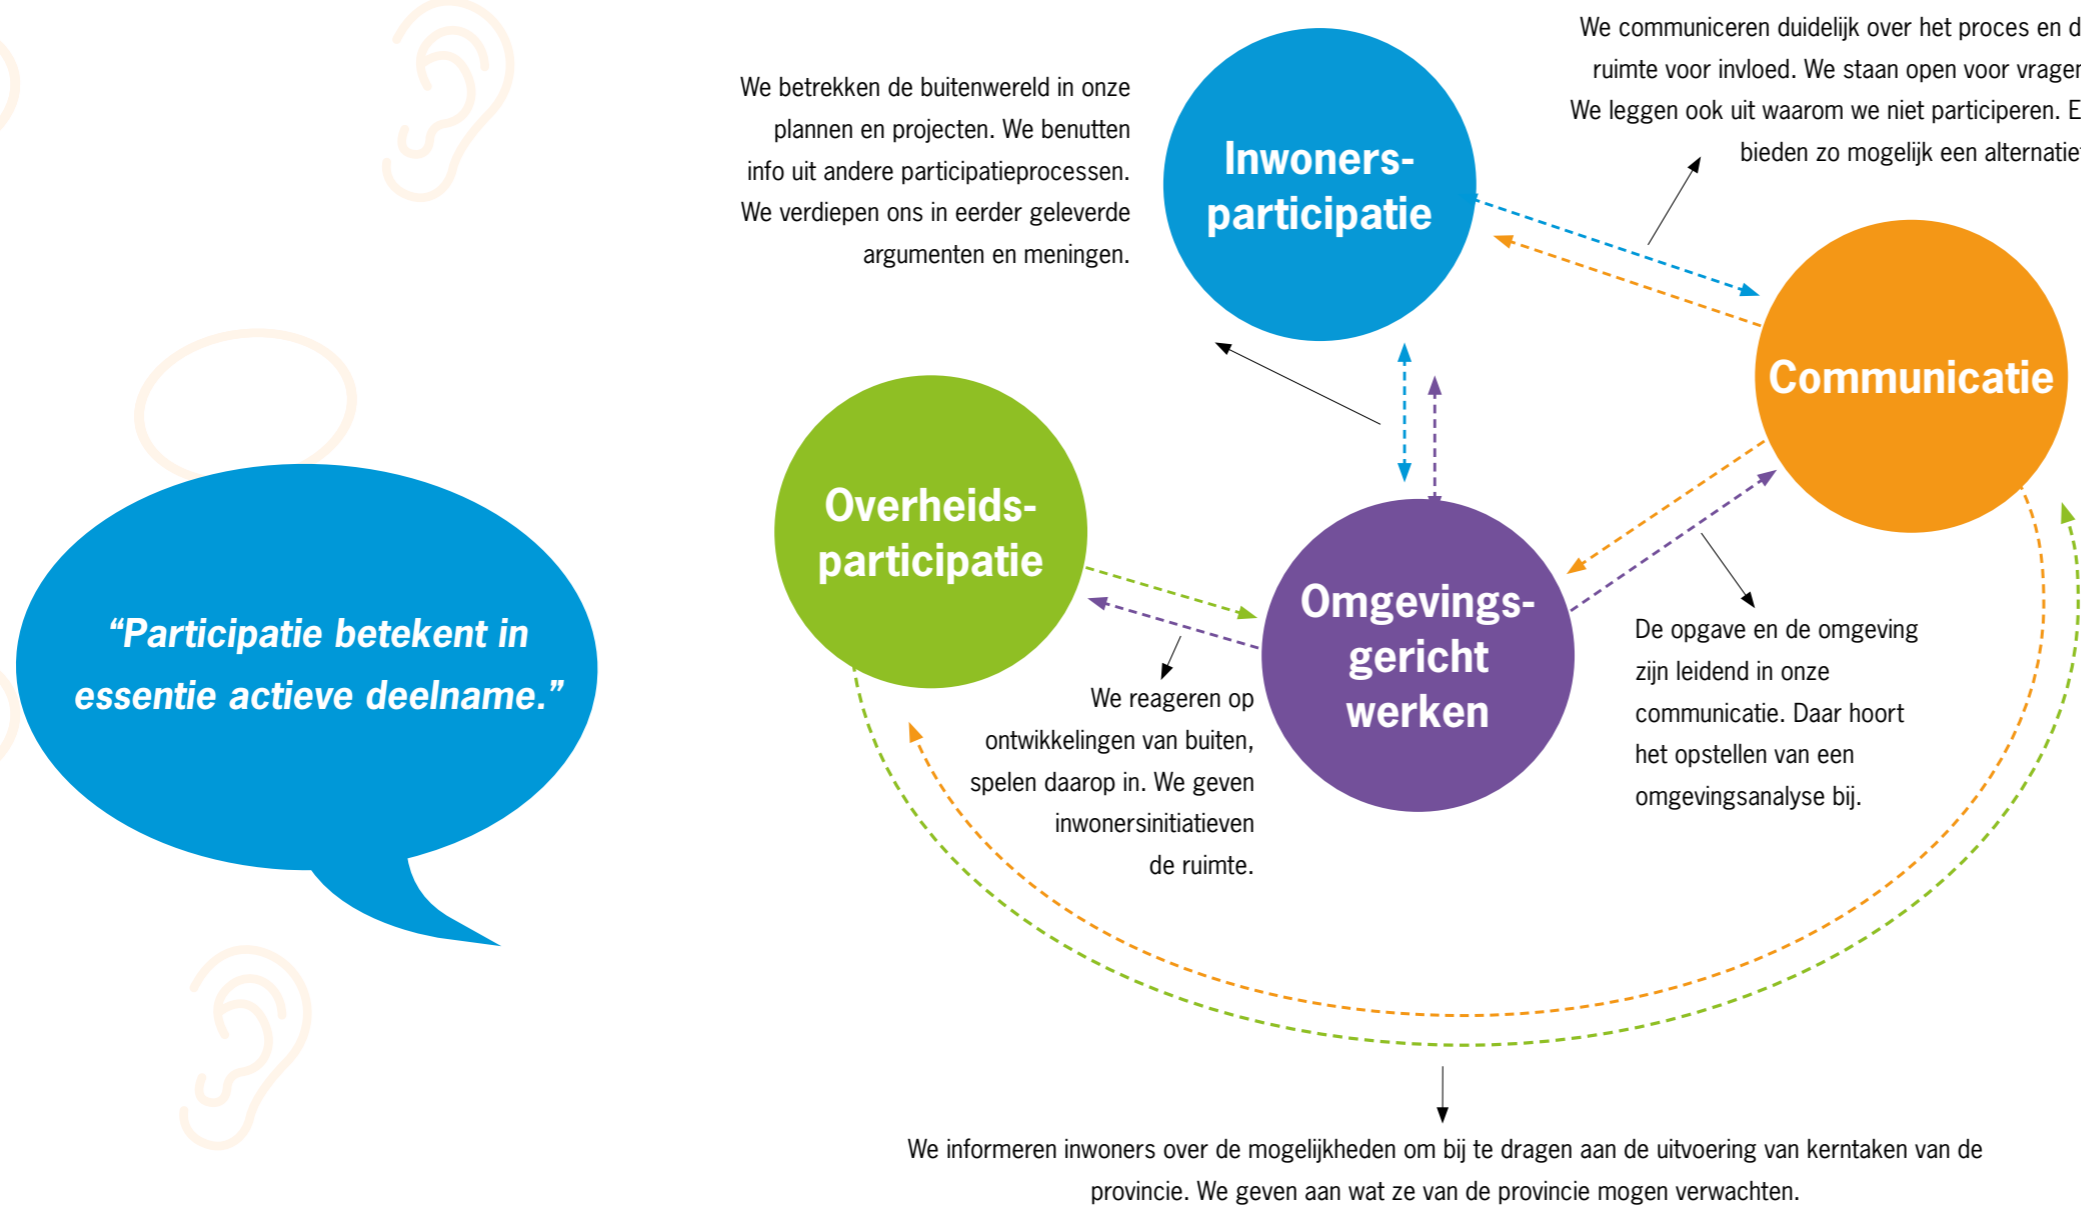 We betrekken de buitenwereld in onze
plannen en projecten. We benutten
info uit andere participatieprocessen.
We verdiepen ons in eerder geleverde
argumenten en meningen.
Inwoners-
participatie
We communiceren duidelijk over het proces en d
ruimte voor invloed. We staan open voor vragen
We leggen ook uit waarom we niet participeren. E
bieden zo mogelijk een alternatief
Communicatie
Overheids-
participatie
Omgevings-
gericht
werken
“Participatie betekent in
essentie actieve deelname.”
We reageren op
ontwikkelingen van buiten,
spelen daarop in. We geven
inwonersinitiatieven
de ruimte.
De opgave en de omgeving
zijn leidend in onze
communicatie. Daar hoort
het opstellen van een
omgevingsanalyse bij.
We informeren inwoners over de mogelijkheden om bij te dragen aan de uitvoering van kerntaken van de
provincie. We geven aan wat ze van de provincie mogen verwachten.